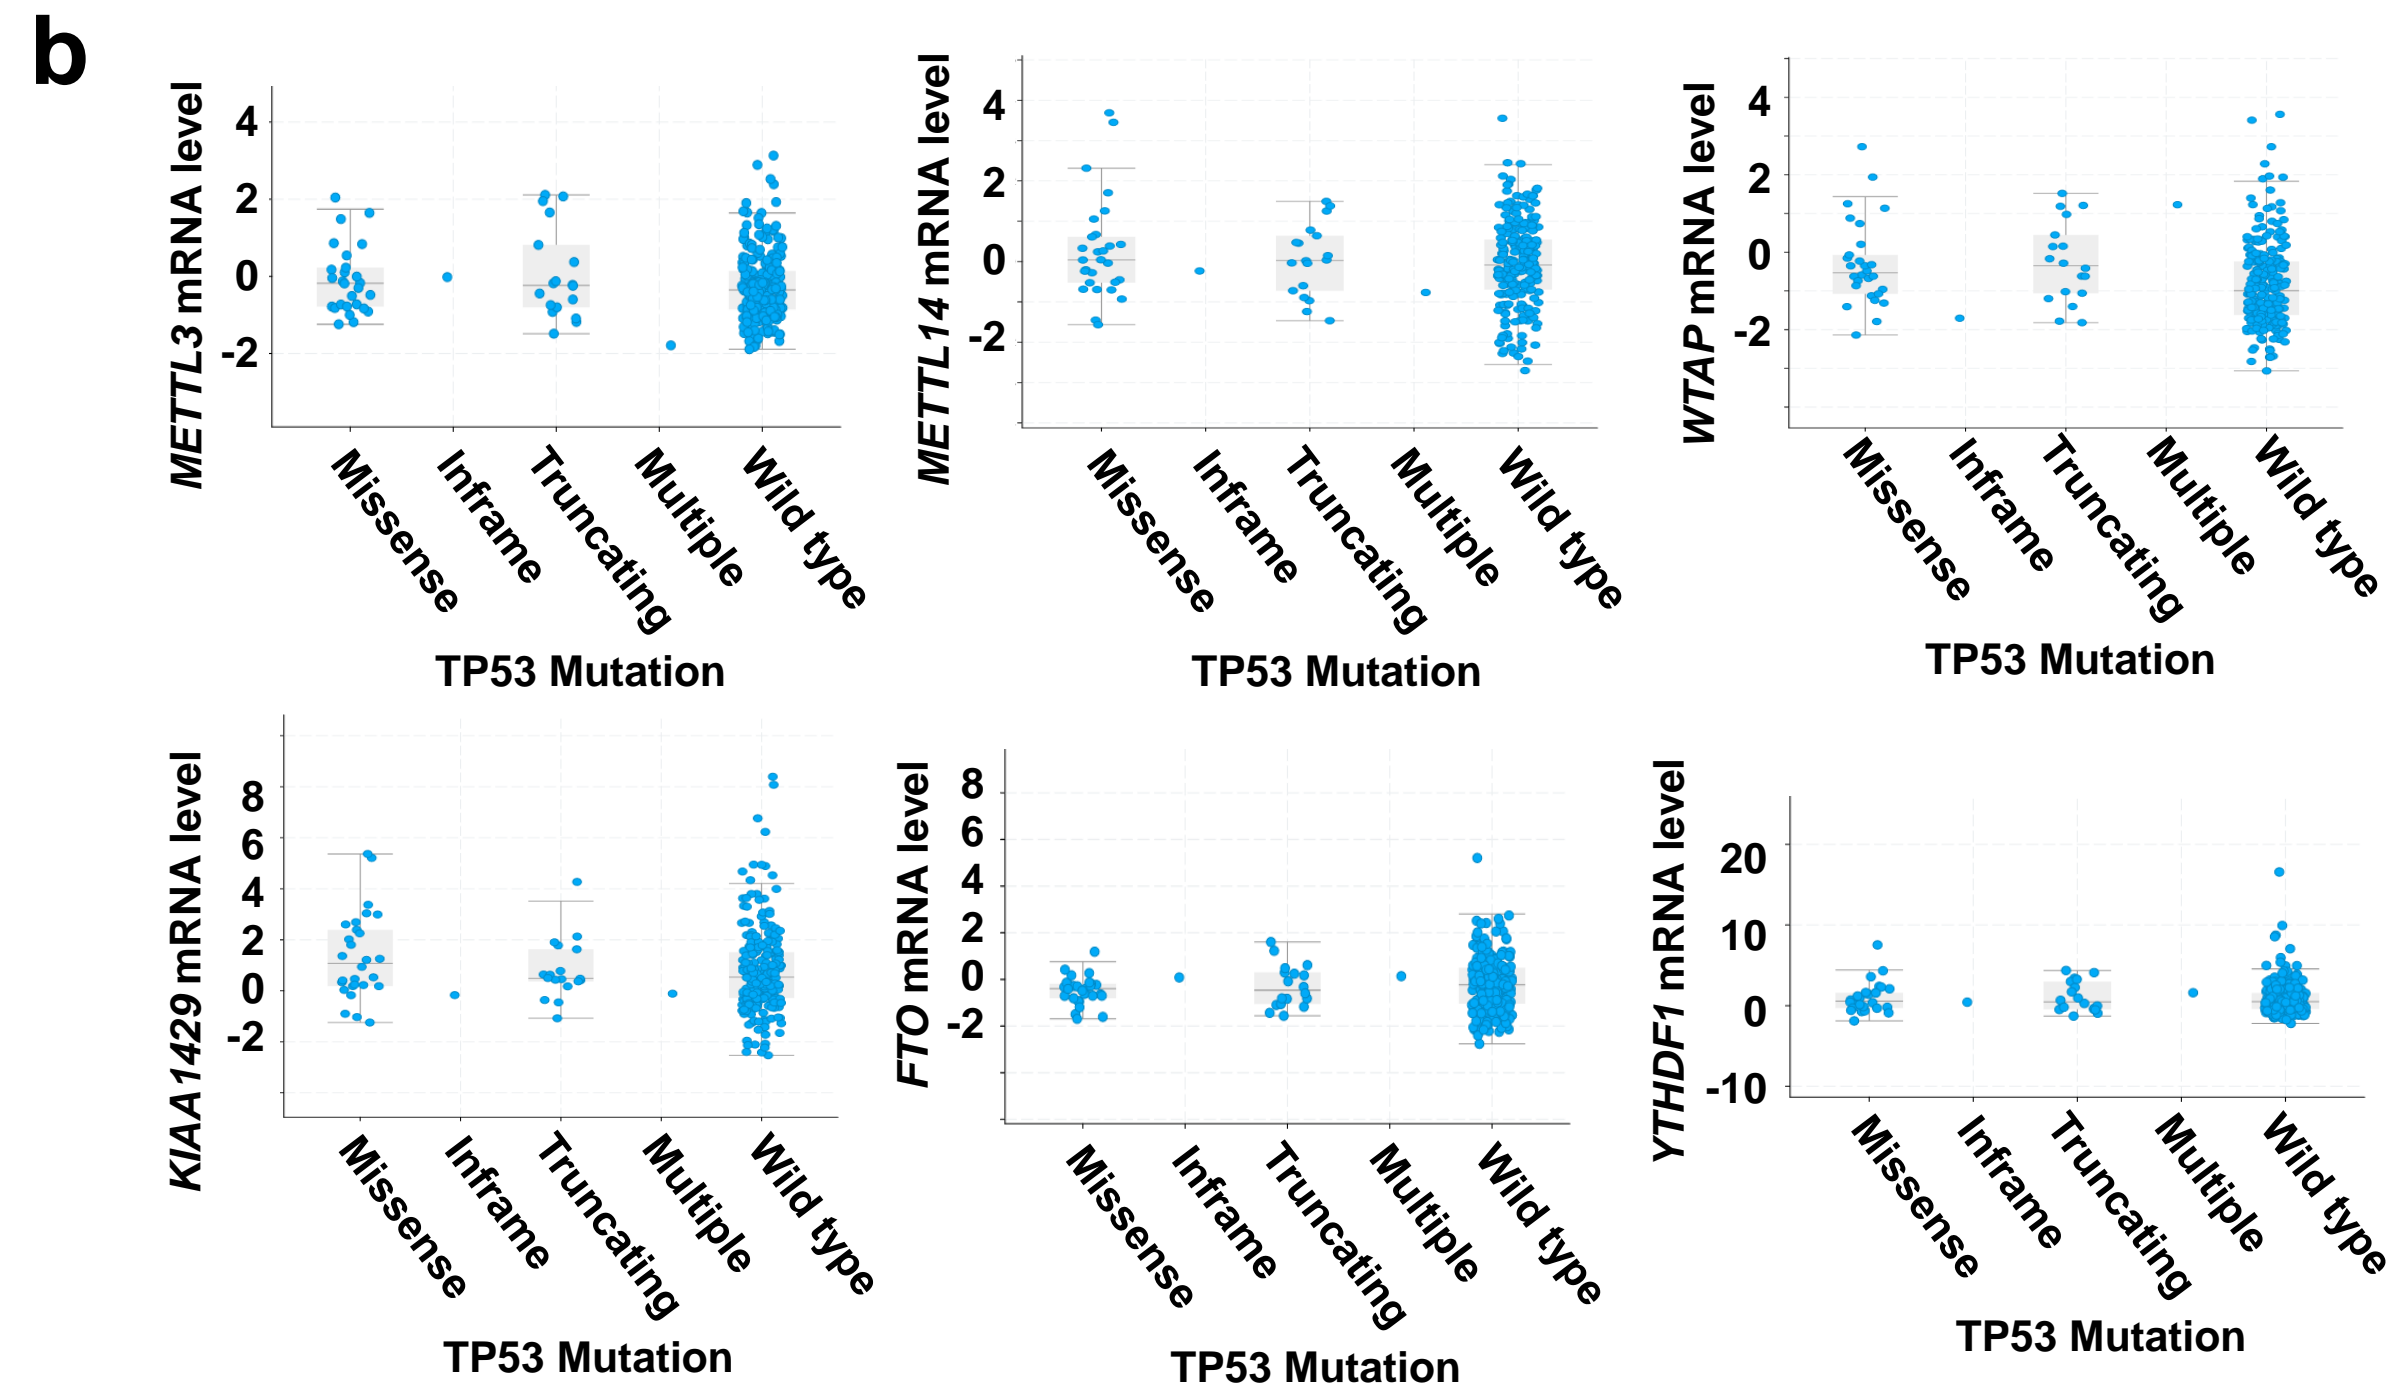 b
METTL3 mRNA level
4
2
0
-2
Missense
Inframe
Truncating
Multiple
Wild type
TP53 Mutation
METTL14 mRNA level
4
2
0
-2
Missense
Inframe
Truncating
Multiple
Wild type
TP53 Mutation
WTAP mRNA level
4
2
0
-2
Missense
Inframe
Truncating
Multiple
Wild type
TP53 Mutation
KIAA1429 mRNA level
8
6
4
2
0
-2
Missense
Inframe
Truncating
Multiple
Wild type
TP53 Mutation
FTO mRNA level
8
6
4
2
0
-2
Missense
Inframe
Truncating
Multiple
Wild type
TP53 Mutation
YTHDF1 mRNA level
20
10
0
-10
Missense
Inframe
Truncating
Multiple
Wild type
TP53 Mutation